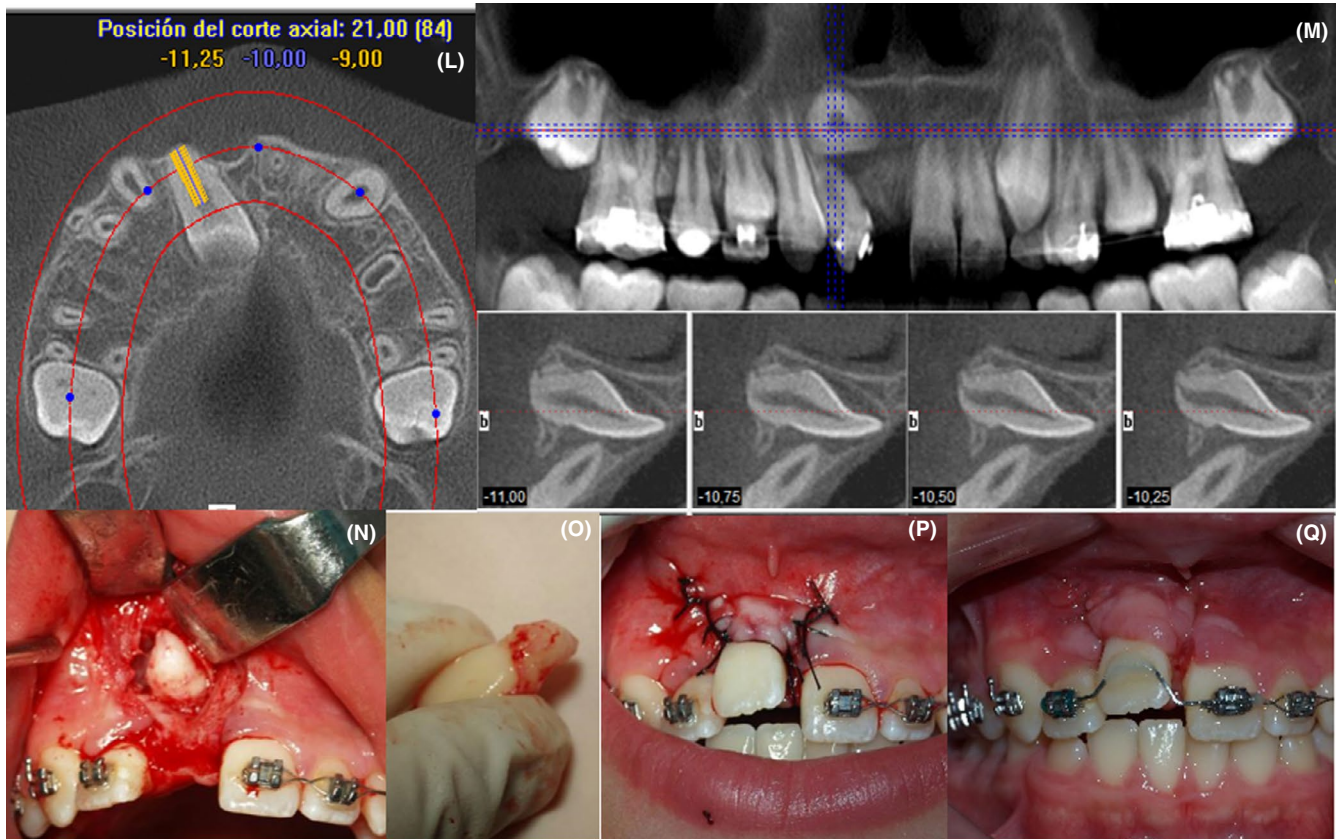 Posición del corte axial: 21,00 (84)
-11,25 -10,00 -9,00
(L)
(M)
b
-11,00
b
-10,75
b
-10,50
b
-10,25
(N)
(O)
(P)
(Q)